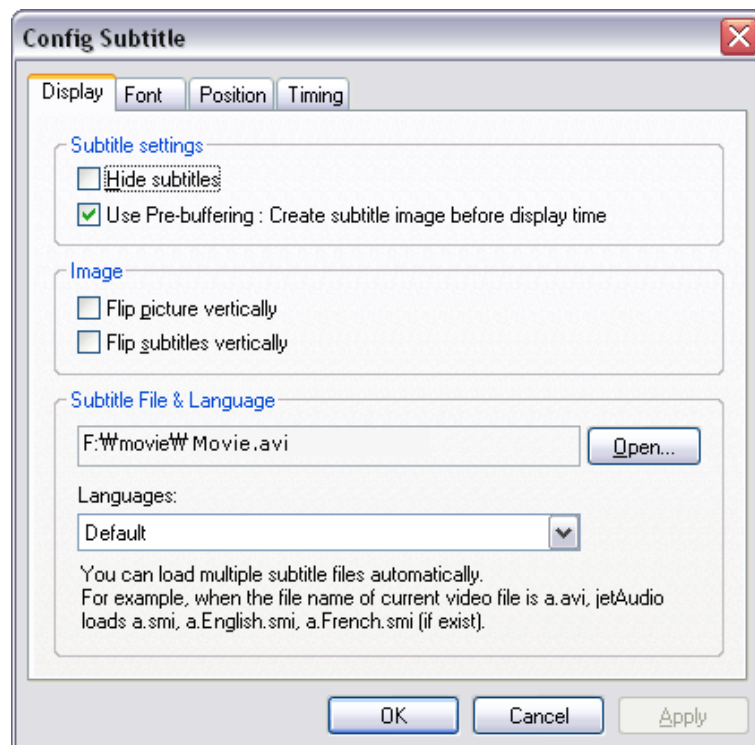 Config Subtitle
Display Font Position Timing
Subtitle settings
Hide subtitles
Use Pre-buffering : Create subtitle image before display time
Image
Flip picture vertically
Flip subtitles vertically
Subtitle File & Language
F:₩movie₩ Movie.avi
Open...
Languages:
Default
You can load multiple subtitle files automatically.
For example, when the file name of current video file is a.avi, jetAudio
loads a.smi, a.English.smi, a.French.smi (if exist).
OK Cancel Apply